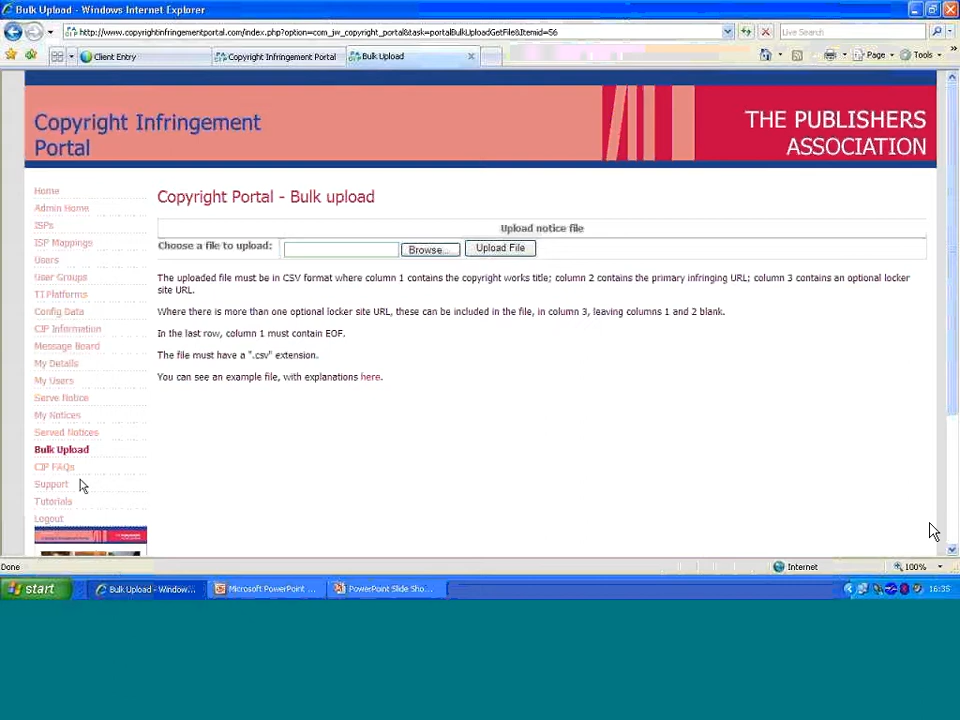 Bulk Upload - Windows Internet Explorer
http://www.copyrightinfringementportal.com/index.php?option=com_jw_copyright_portal&task=portalBulkUploadGetFile&Itemid=56
Live Search
Client Entry
Copyright Infringement Portal
Bulk Upload
Page
Tools
Copyright Infringement
Portal
THE PUBLISHERS
ASSOCIATION
Home
Admin Home
ISPs
ISP Mappings
Users
User Groups
TI Platforms
Config Data
CIP Information
Message Board
My Details
My Users
Serve Notice
My Notices
Served Notices
Bulk Upload
CIP FAQs
Support
Tutorials
Logout
Copyright Portal - Bulk upload
Upload notice file
Choose a file to upload:
Browse...
Upload File
The uploaded file must be in CSV format where column 1 contains the copyright works title; column 2 contains the primary infringing URL; column 3 contains an optional locker
site URL.
Where there is more than one optional locker site URL, these can be included in the file, in column 3, leaving columns 1 and 2 blank.
In the last row, column 1 must contain EOF.
The file must have a ".csv" extension.
You can see an example file, with explanations here.
Done
Internet
100%
start
Bulk Upload - Window...
Microsoft PowerPoint ...
PowerPoint Slide Sho...
16:35